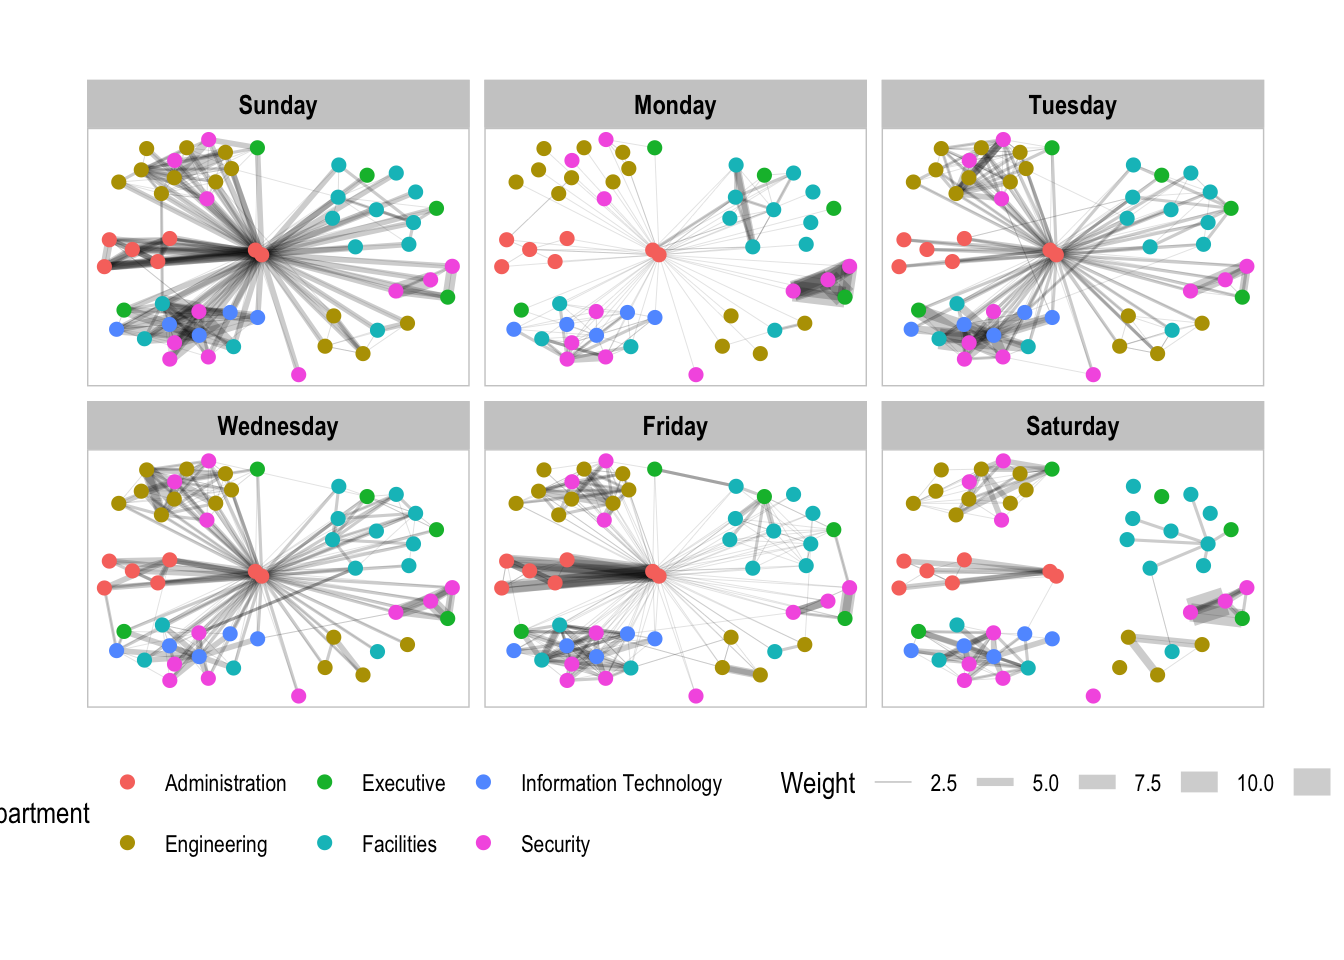 Sunday
Monday
Tuesday
Wednesday
Friday
Saturday
Administration Executive Information Technology Weight 2.5 5.0 7.5 10.0
partment
Engineering Facilities Security